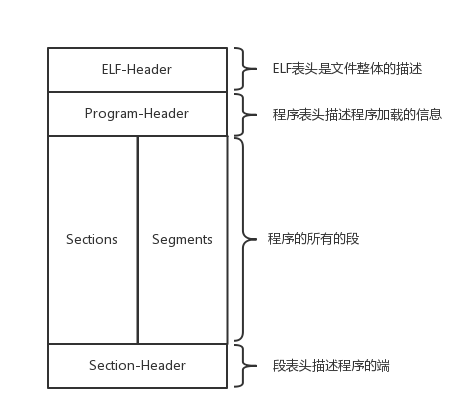 ELF-Header
ELF表头是文件整体的描述
Program-Header
程序表头描述程序加载的信息
Sections
Segments
程序的所有的段
Section-Header
段表头描述程序的端